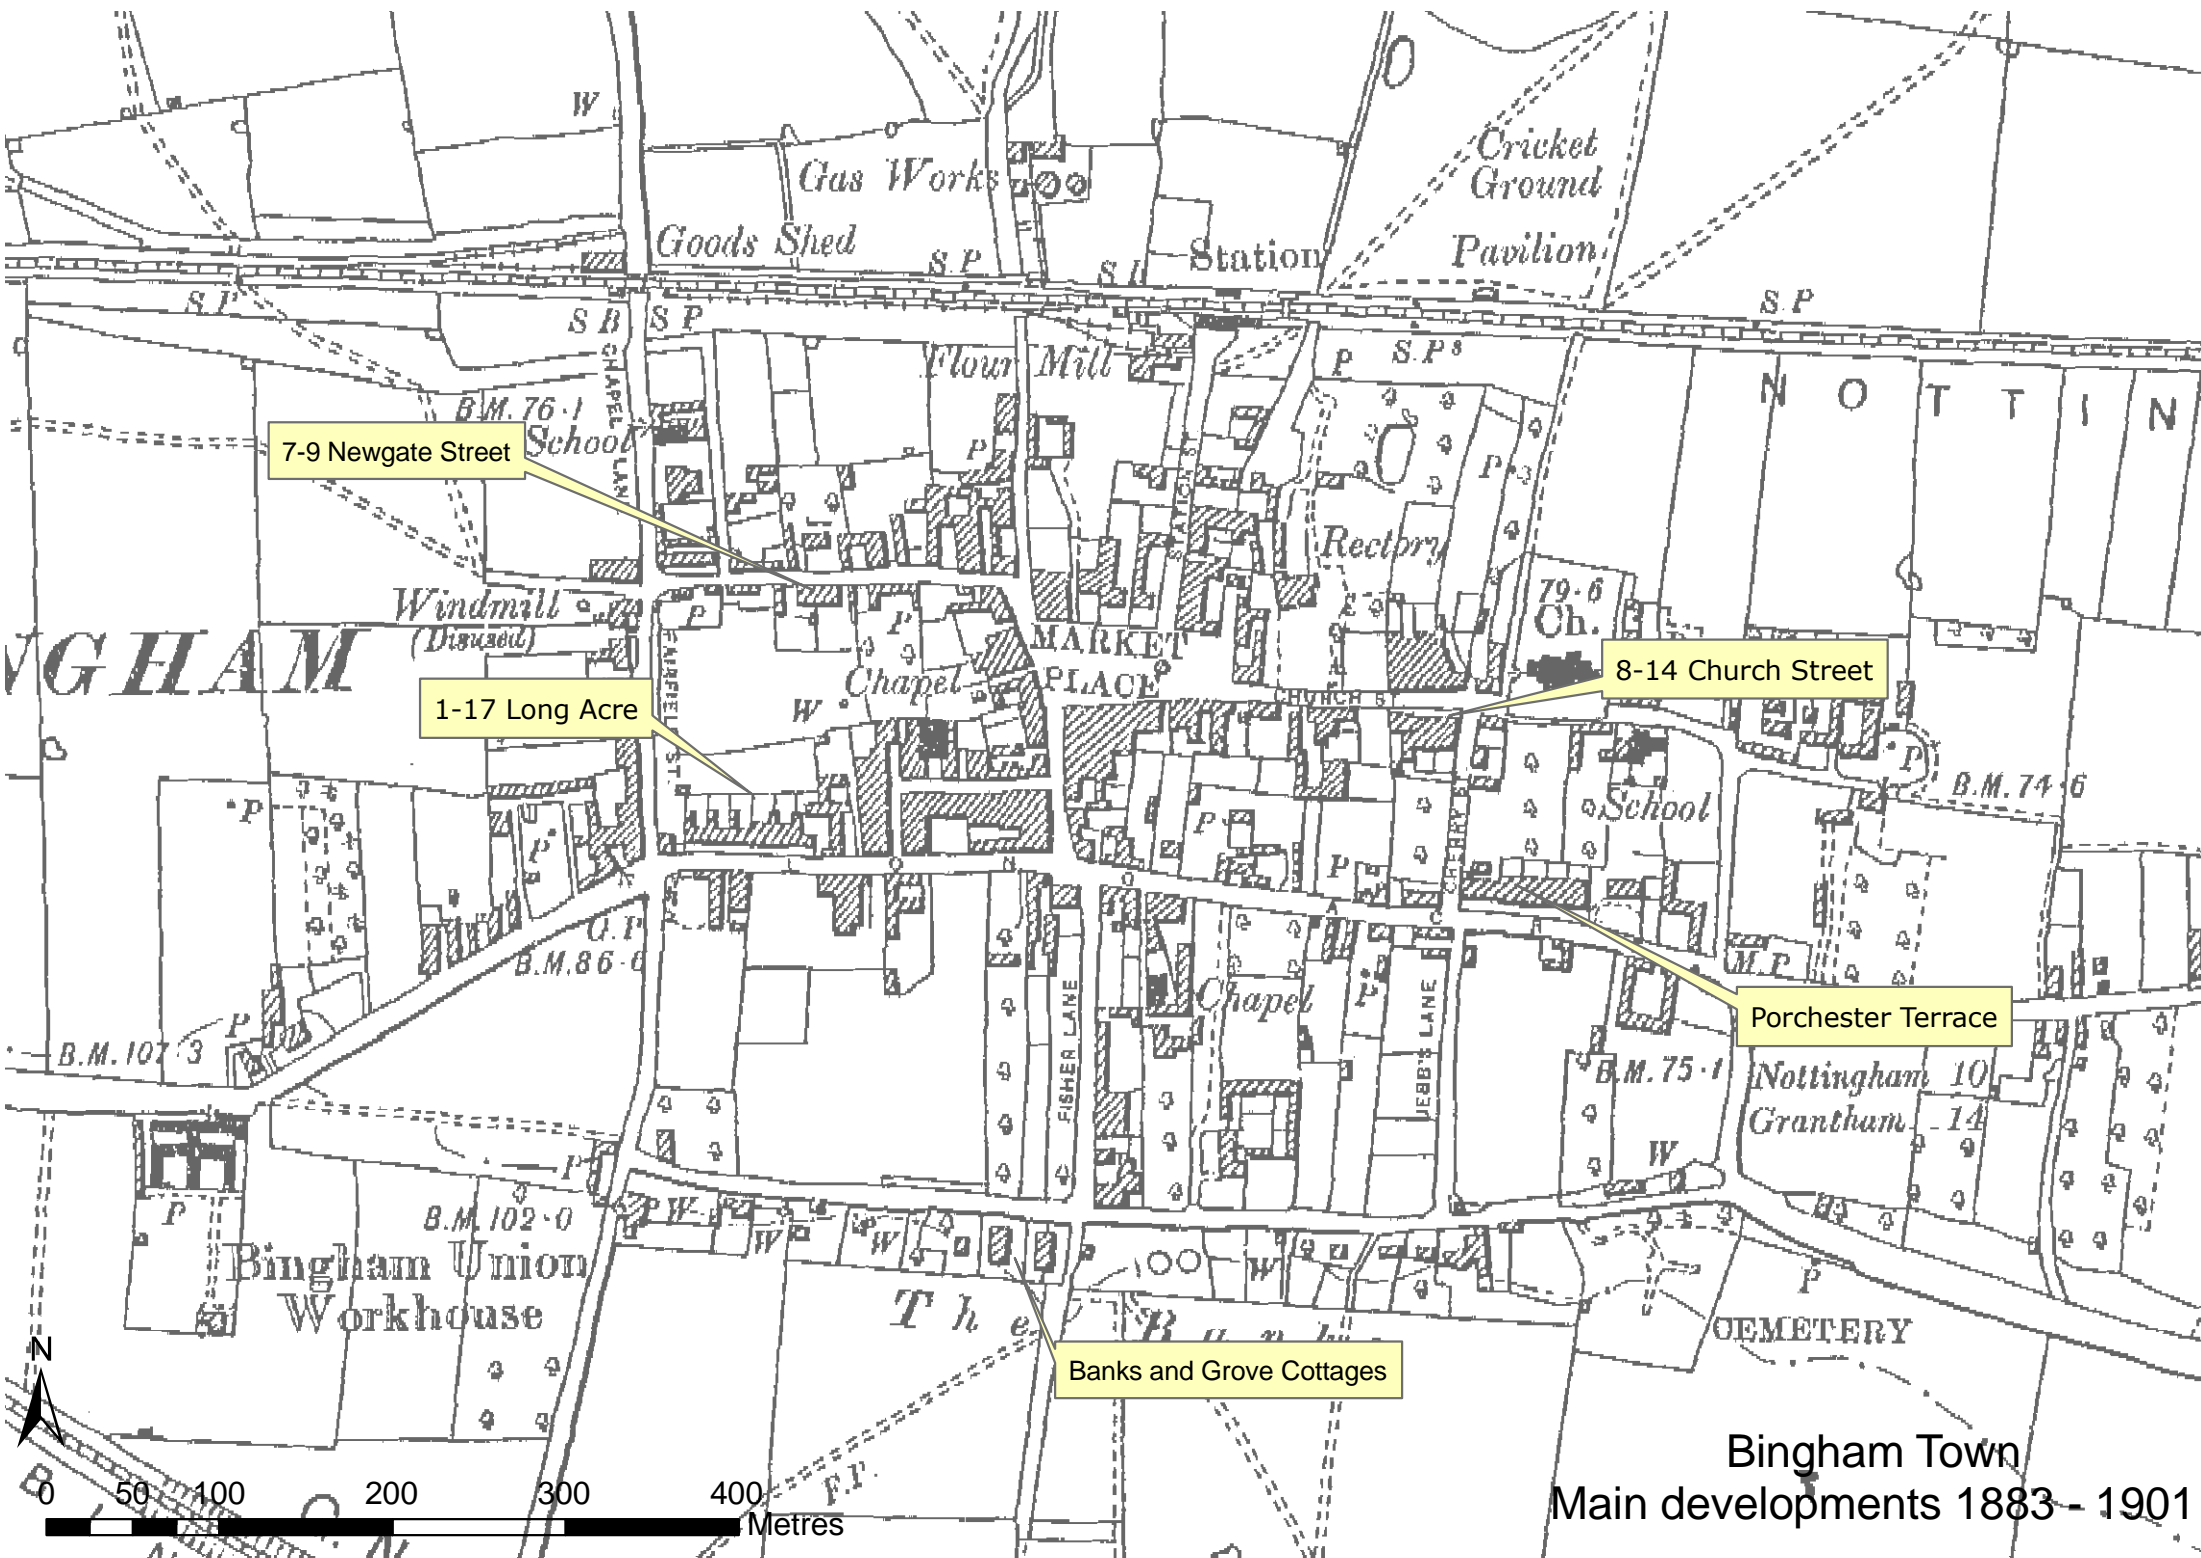 W
Cricket
Ground
Gas Works
Goods Shed
S.P
Station
Pavilion
S.P
S B
S P
Flour Mill
P
S.P s
N O T T I N
CHAPEL LAN
B.M. 76·1
School
7-9 Newgate Street
P
P
Rectory
79·6
Ch.
Windmill
(Disused)
P
P
MARKET
PLACE
NGHAM
8-14 Church Street
Chapel
CHURCH ST.
1-17 Long Acre
W
P
B.M. 74·6
P
School
P
P
P
CHERRY
L O N G
A C
B.M. 86·6
M.P.
Chapel
P
FISHER LANE
JEBB'S LANE
Porchester Terrace
P
B.M. 107·3
B.M. 75·1
Nottingham 10
Grantham 14
P
W
P
B.M. 102·0
P W
W
W
W
Bingham Union
Workhouse
P
The
CEMETERY
Banks and Grove Cottages
N
Bingham Town
Main developments 1883 - 1901
0 50 100 200 300 400
Metres
F.P.